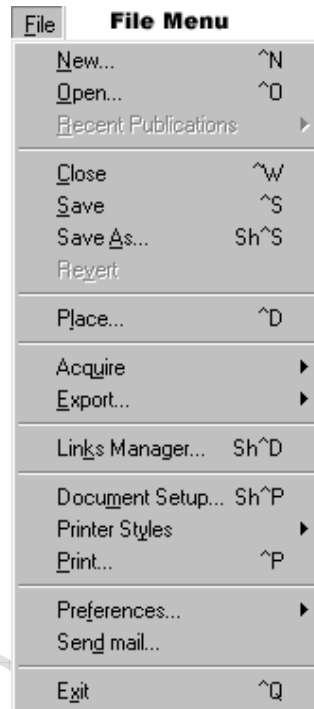 File File Menu
New... ^N
Open... ^O
Recent Publications
Close ^W
Save ^S
Save As... Sh^S
Revert
Place... ^D
Acquire
Export...
Links Manager... Sh^D
Document Setup... Sh^P
Printer Styles
Print... ^P
Preferences...
Send mail...
Exit ^Q